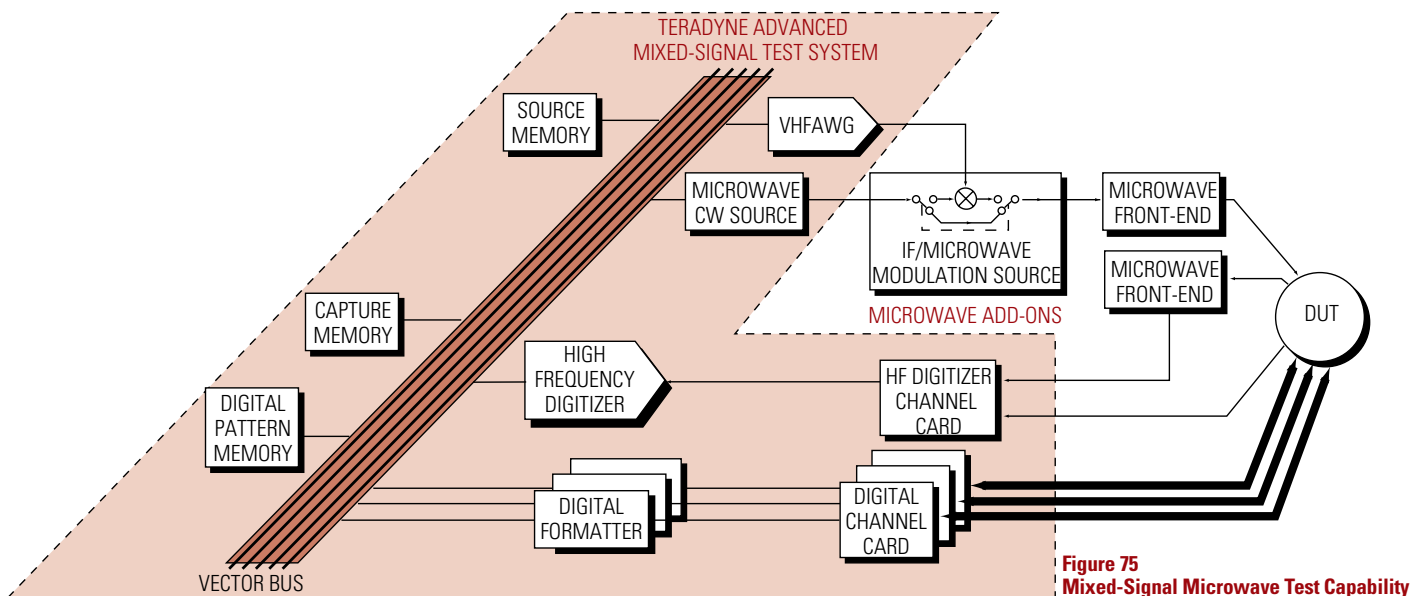 TERADYNE ADVANCED
MIXED-SIGNAL TEST SYSTEM
SOURCE
MEMORY
VHFAWG
MICROWAVE
CW SOURCE
IF/MICROWAVE
MODULATION SOURCE
MICROWAVE
FRONT-END
MICROWAVE
FRONT-END
MICROWAVE ADD-ONS
DUT
CAPTURE
MEMORY
HIGH
FREQUENCY
DIGITIZER
HF DIGITIZER
CHANNEL
CARD
DIGITAL
PATTERN
MEMORY
DIGITAL
FORMATTER
DIGITAL
CHANNEL
CARD
VECTOR BUS
Figure 75
Mixed-Signal Microwave Test Capability